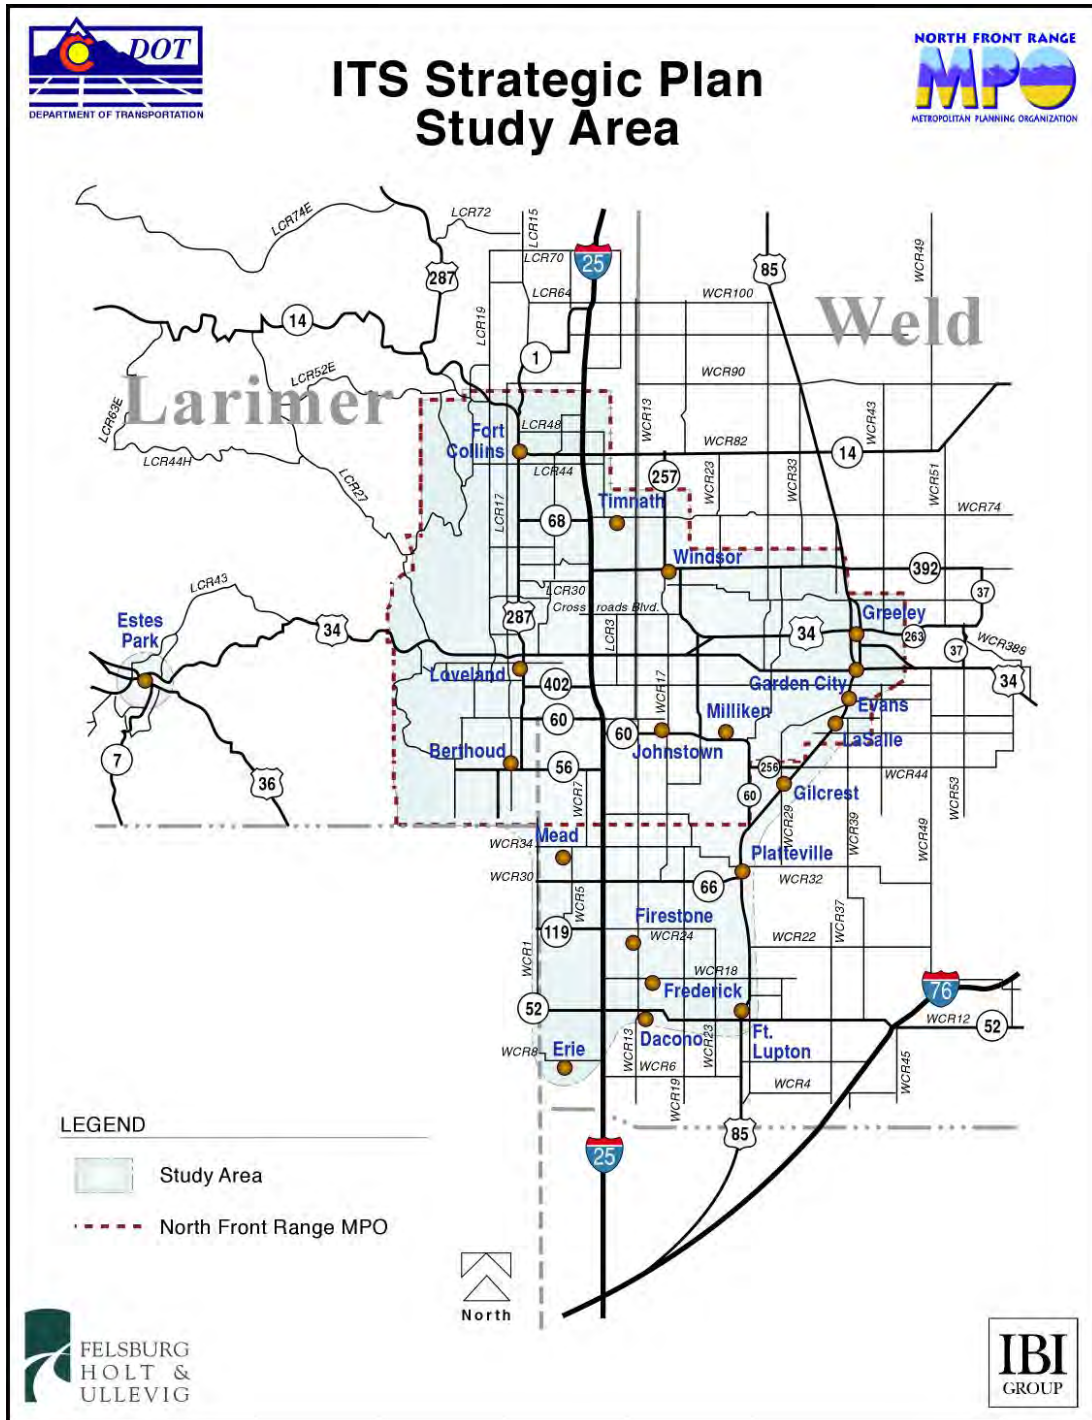 DOT
DEPARTMENT OF TRANSPORTATION
ITS Strategic Plan
Study Area
NORTH FRONT RANGE
MPO
METROPOLITAN PLANNING ORGANIZATION
LCR74E
LCR72
LCR15
287
LCR70
25
85
WCR49
LCR64
WCR100
14
LCR19
Weld
1
LCR52E
WCR90
Larimer
LCR63E
WCR13
WCR43
Fort
Collins
LCR48
WCR82
14
LCR44H
LCR44
257
WCR23
WCR33
WCR51
LCR27
LCR17
Timnath
68
WCR74
Windsor
392
LCR43
LCR30
37
Estes
Park
34
287
Crossroads Blvd.
LCR3
34
Greeley
263
37
WCR388
Loveland
402
WCR17
Garden City
34
Evans
60
60
Milliken
Johnstown
LaSalle
Berthoud
56
256
WCR44
7
36
WCR7
60
Gilcrest
WCR29
WCR39
WCR49
WCR53
Mead
WCR34
Platteville
WCR30
WCR5
66
WCR32
Firestone
WCR37
119
WCR24
WCR22
WCR1
WCR18
Frederick
76
52
WCR12
52
Dacono
WCR13
WCR23
Ft.
Lupton
WCR8
Erie
WCR6
WCR45
WCR19
WCR4
LEGEND
85
25
Study Area
North Front Range MPO
North
FELSBURG
HOLT &
ULLEVIG
IBI
GROUP